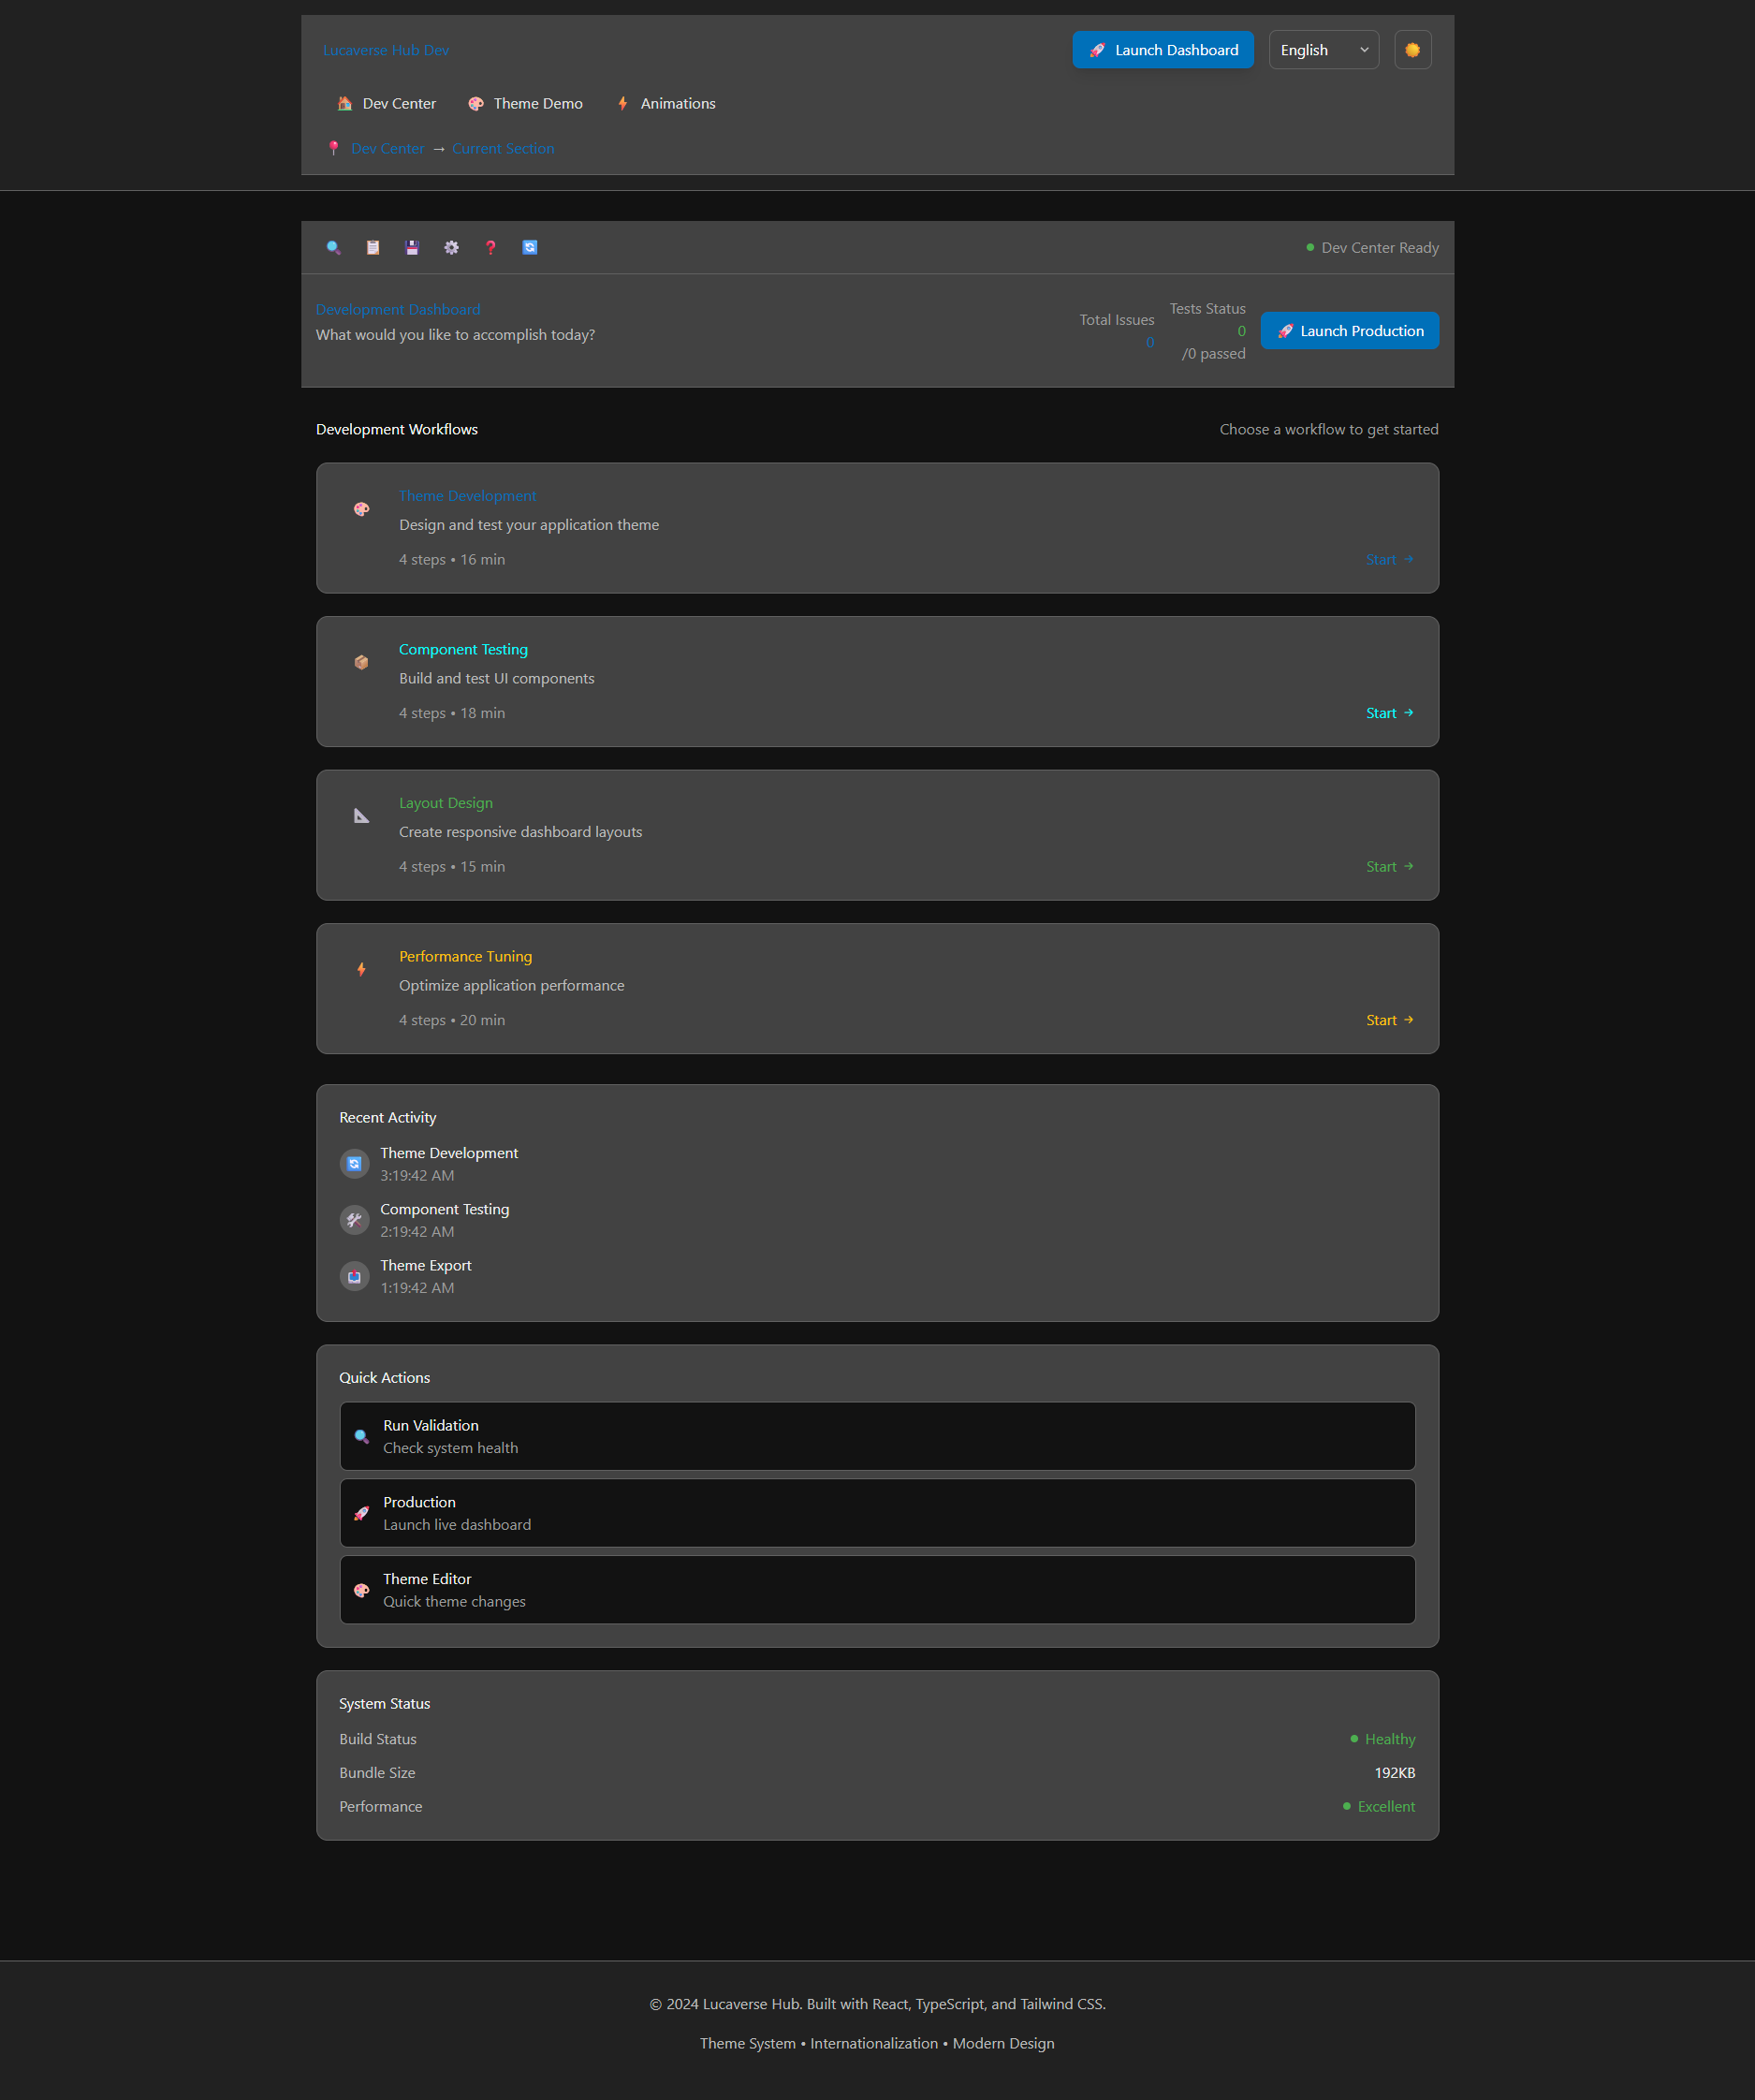 Lucaverse Hub Dev
🚀 Launch Dashboard
English
🏠 Dev Center
🎨 Theme Demo
⚡ Animations
📍 Dev Center → Current Section
Dev Center Ready
Development Dashboard
What would you like to accomplish today?
Total Issues
0
Tests Status
0
/0 passed
🚀 Launch Production
Development Workflows
Choose a workflow to get started
Theme Development
Design and test your application theme
4 steps • 16 min
Start →
Component Testing
Build and test UI components
4 steps • 18 min
Start →
Layout Design
Create responsive dashboard layouts
4 steps • 15 min
Start →
Performance Tuning
Optimize application performance
4 steps • 20 min
Start →
Recent Activity
Theme Development
3:19:42 AM
Component Testing
2:19:42 AM
Theme Export
1:19:42 AM
Quick Actions
Run Validation
Check system health
Production
Launch live dashboard
Theme Editor
Quick theme changes
System Status
Build Status
Healthy
Bundle Size
192KB
Performance
Excellent
© 2024 Lucaverse Hub. Built with React, TypeScript, and Tailwind CSS.
Theme System • Internationalization • Modern Design